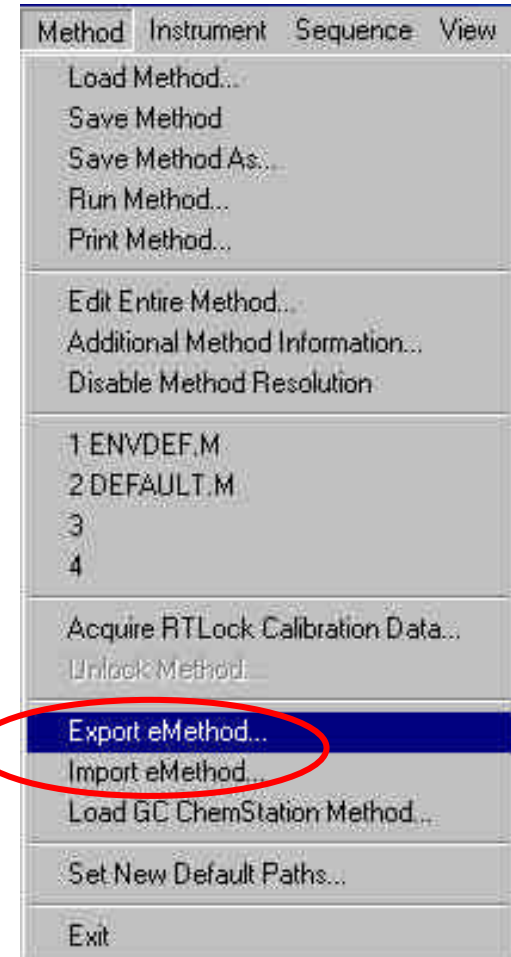 Method Instrument Sequence View
Load Method...
Save Method
Save Method As...
Run Method...
Print Method...
Edit Entire Method...
Additional Method Information...
Disable Method Resolution
1 ENVDEF.M
2 DEFAULT.M
3
4
Acquire RTLock Calibration Data...
Unlock Method...
Export eMethod...
Import eMethod...
Load GC ChemStation Method...
Set New Default Paths...
Exit